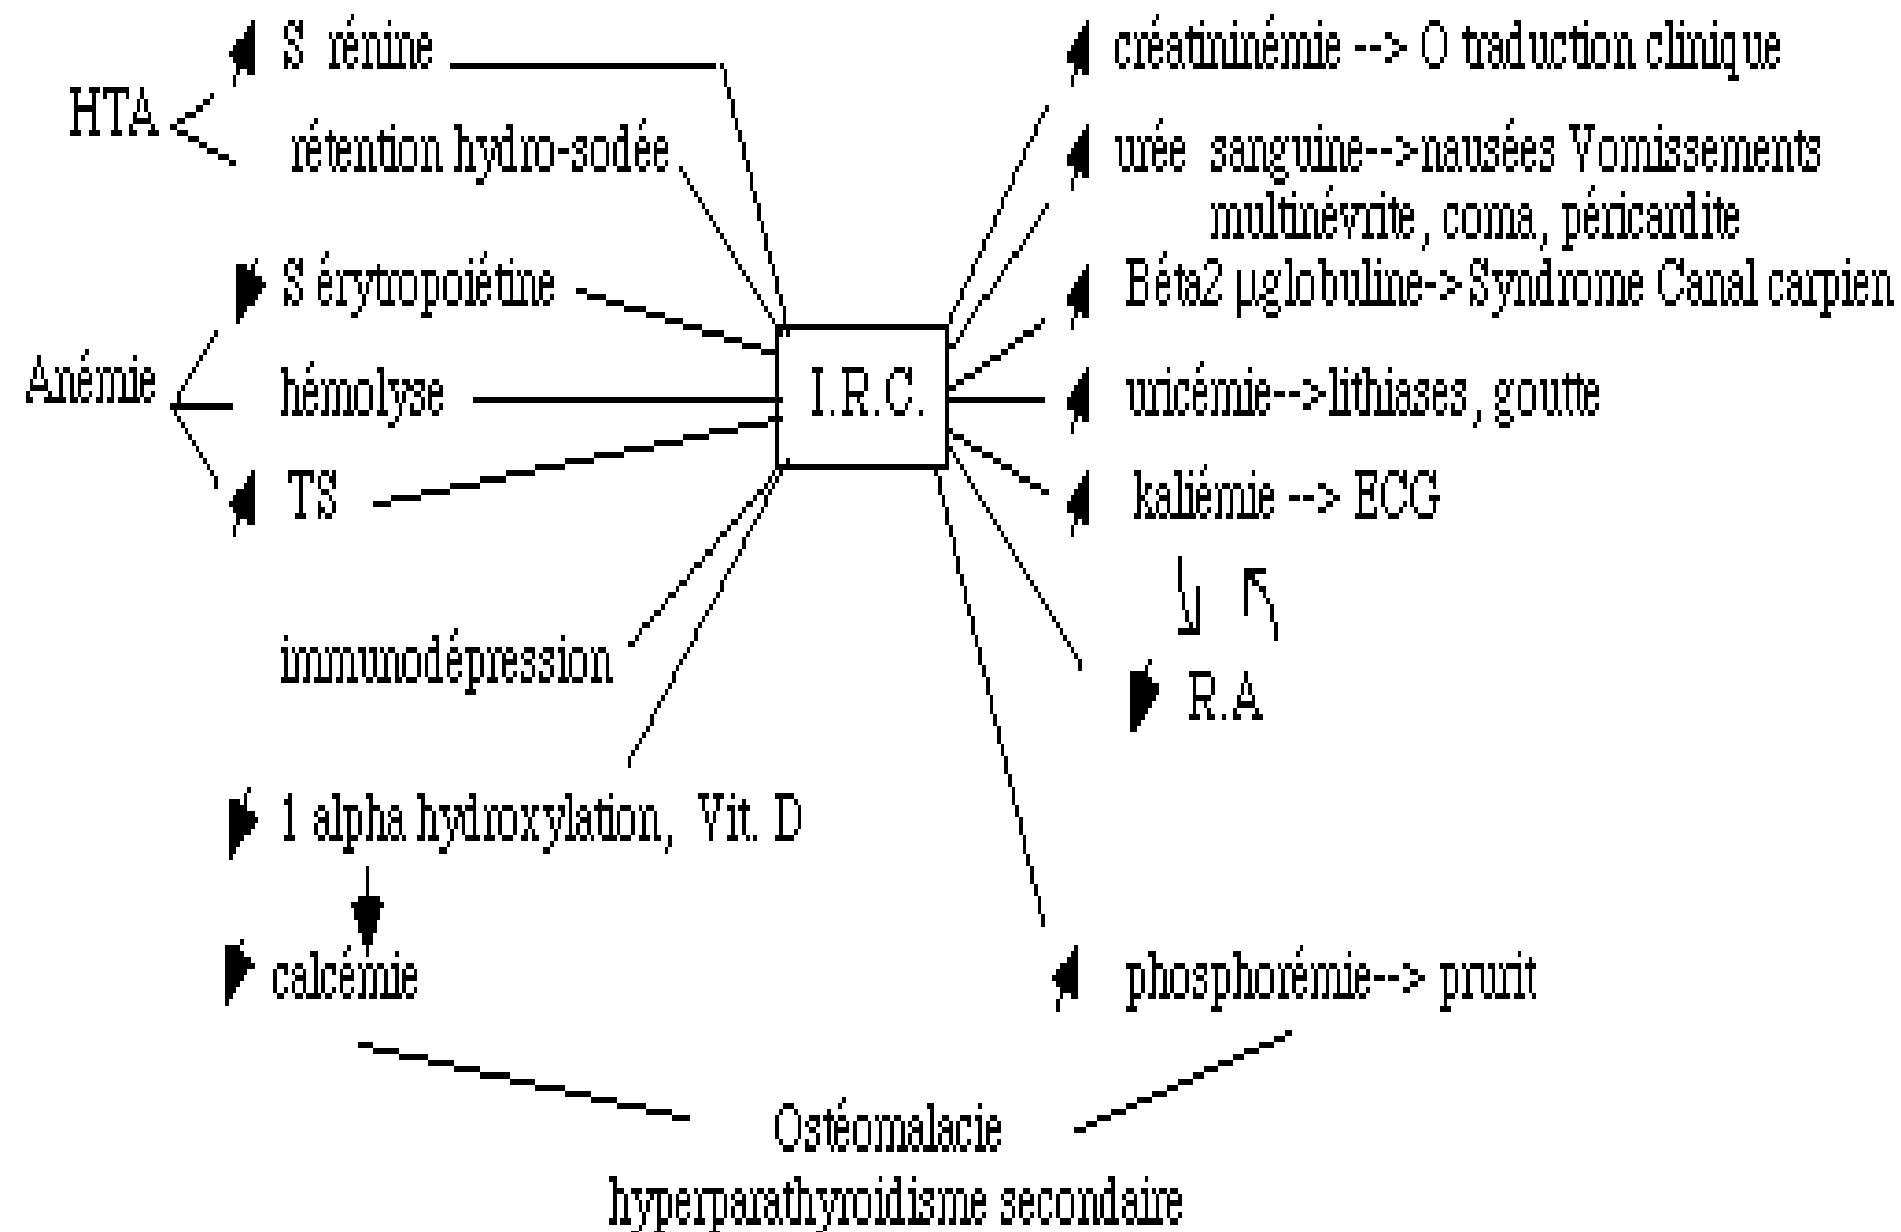 S rénine
HTA
rétention hydro-sodée
S érytropoiétine
Anémie
hémolyse
TS
immunodépression
1 alpha hydroxylation, Vit. D
calcémie
I.R.C.
créatininémie --> O traduction clinique
urée sanguine-->nausées Vomissements
multinévrite, coma, péricardite
Béta2 µglobuline->Syndrome Canal carpien
uricémie-->lithiases, goutte
kaliémie --> ECG
R.A
phosphorémie--> prurit
Ostéomalacie
hyperparathyroidisme secondaire